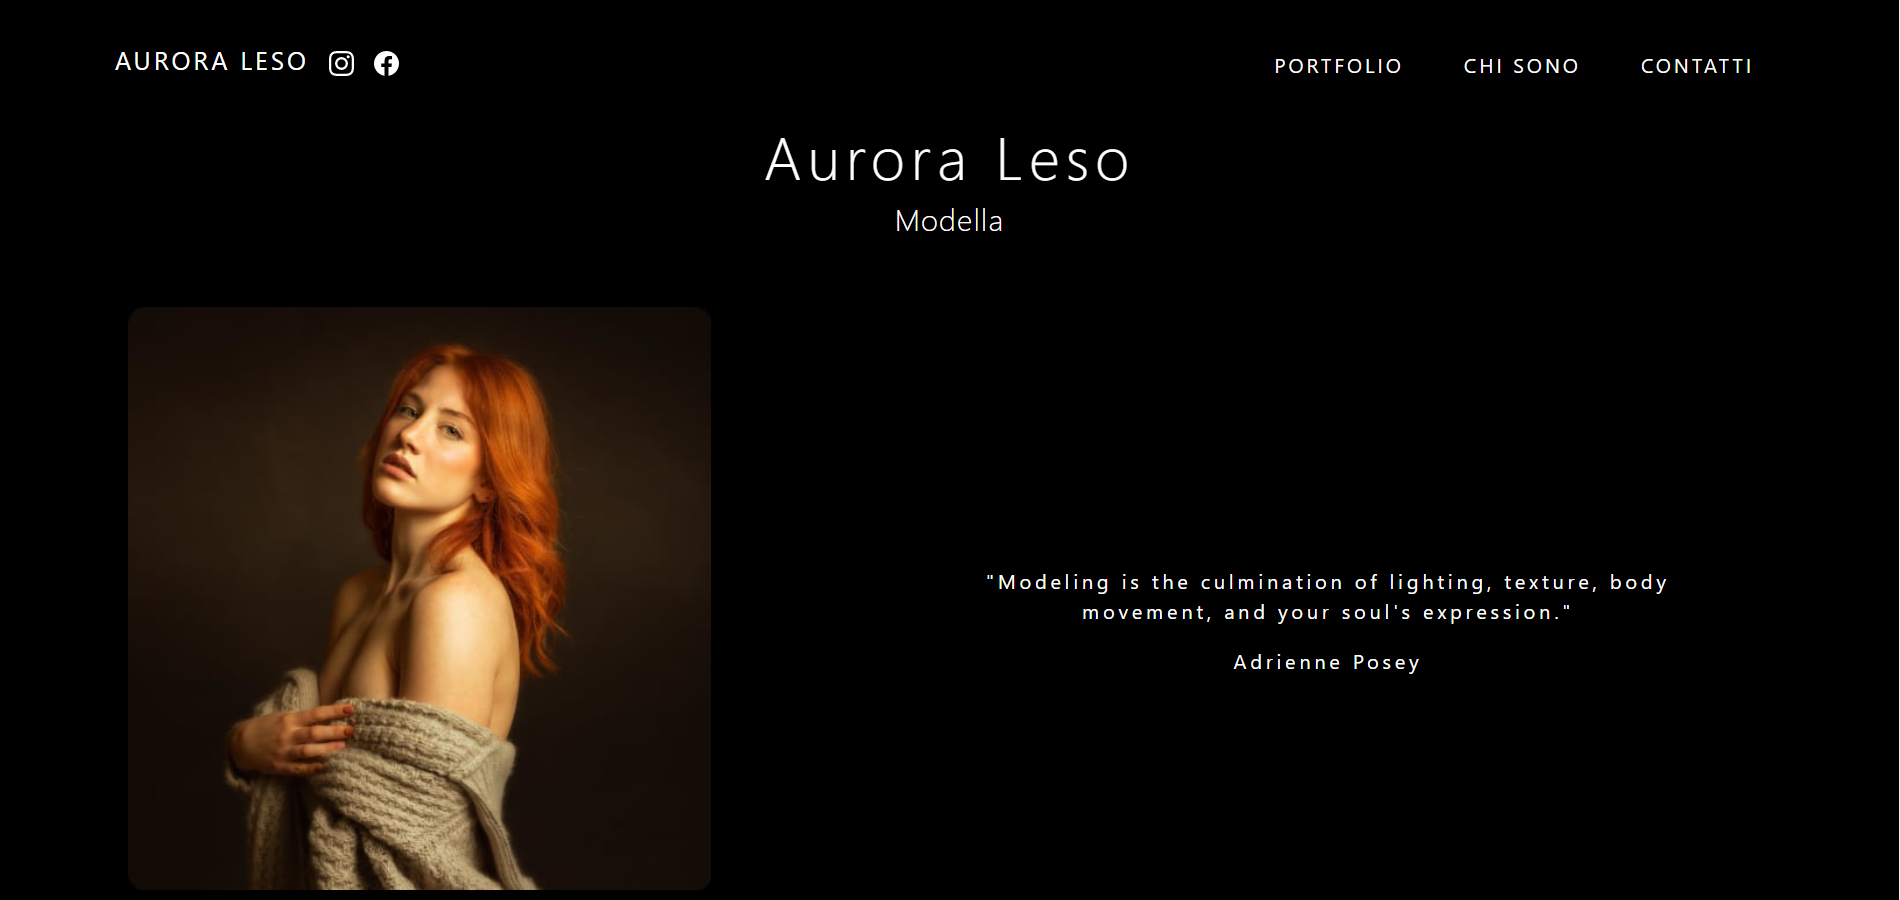 AURORA LESO
PORTFOLIO
CHI SONO
CONTATTI
Aurora Leso
Modella
"Modeling is the culmination of lighting, texture, body
movement, and your soul's expression."
Adrienne Posey